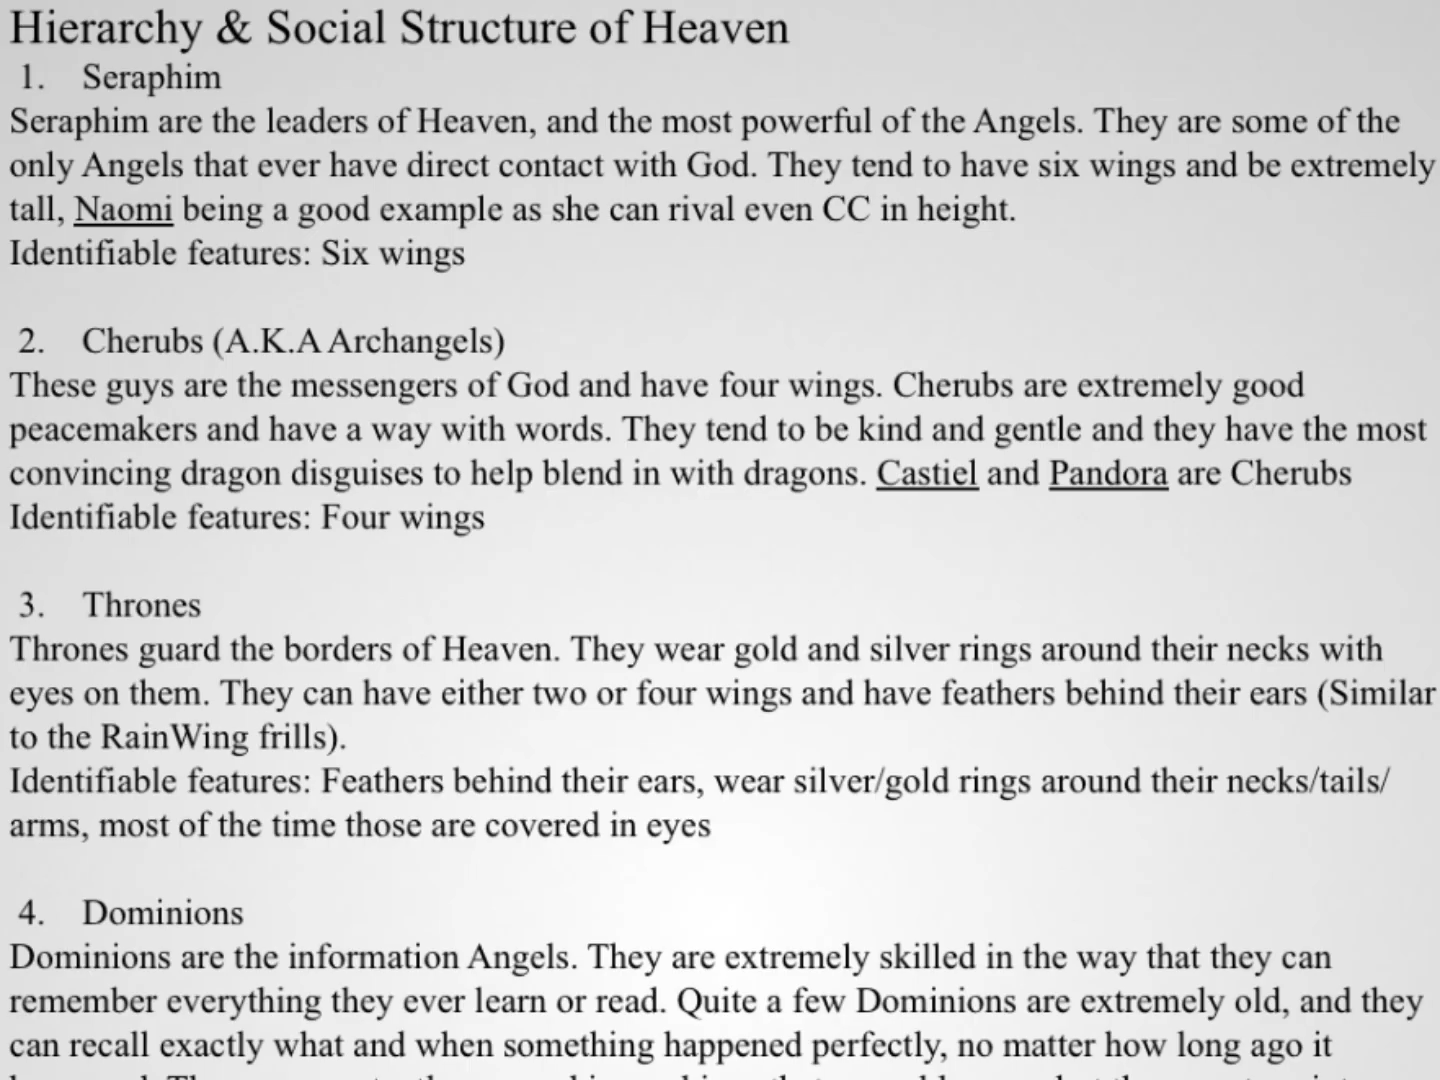 Hierarchy & Social Structure of Heaven
1. Seraphim
Seraphim are the leaders of Heaven, and the most powerful of the Angels. They are some of the
only Angels that ever have direct contact with God. They tend to have six wings and be extremely
tall, Naomi being a good example as she can rival even CC in height.
Identifiable features: Six wings
2. Cherubs (A.K.A Archangels)
These guys are the messengers of God and have four wings. Cherubs are extremely good
peacemakers and have a way with words. They tend to be kind and gentle and they have the most
convincing dragon disguises to help blend in with dragons. Castiel and Pandora are Cherubs
Identifiable features: Four wings
3. Thrones
Thrones guard the borders of Heaven. They wear gold and silver rings around their necks with
eyes on them. They can have either two or four wings and have feathers behind their ears (Similar
to the RainWing frills).
Identifiable features: Feathers behind their ears, wear silver/gold rings around their necks/tails/
arms, most of the time those are covered in eyes
4. Dominions
Dominions are the information Angels. They are extremely skilled in the way that they can
remember everything they ever learn or read. Quite a few Dominions are extremely old, and they
can recall exactly what and when something happened perfectly, no matter how long ago it